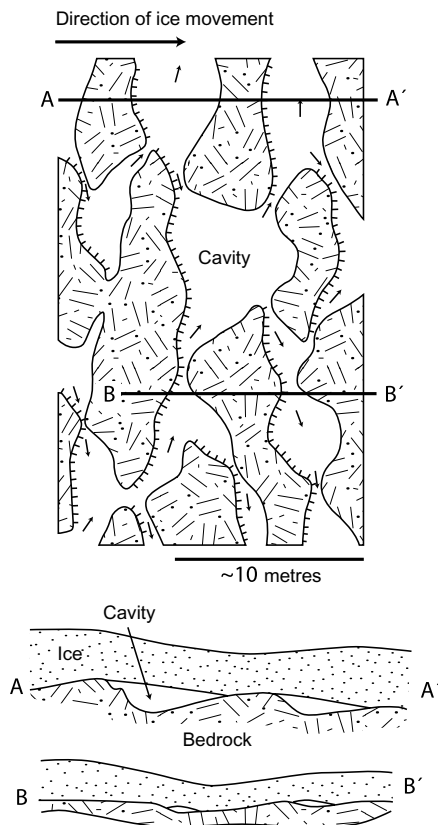 Direction of ice movement
A A´
Cavity
B B´
~10 metres
Cavity
Ice
A A´
Bedrock
B B´